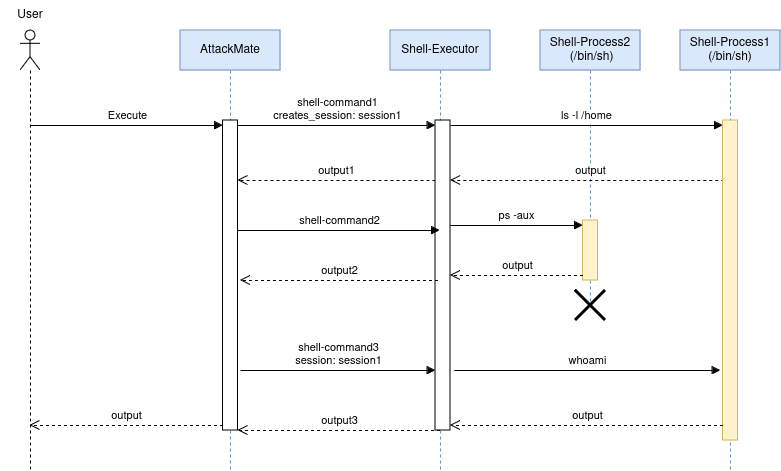 User
AttackMate
Shell-Executor
Shell-Process2
(/bin/sh)
Shell-Process1
(/bin/sh)
Execute
shell-command1
creates_session: session1
ls -l /home
output1
output
shell-command2
ps -aux
output2
output
shell-command3
session: session1
whoami
output
output3
output